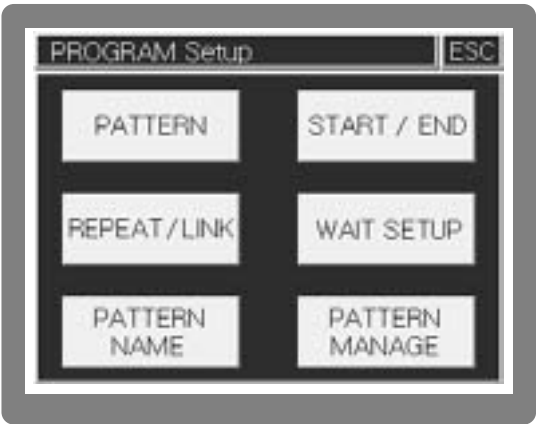 PROGRAM Setup ESC
PATTERN START / END
REPEAT/LINK WAIT SETUP
PATTERN NAME
PATTERN MANAGE